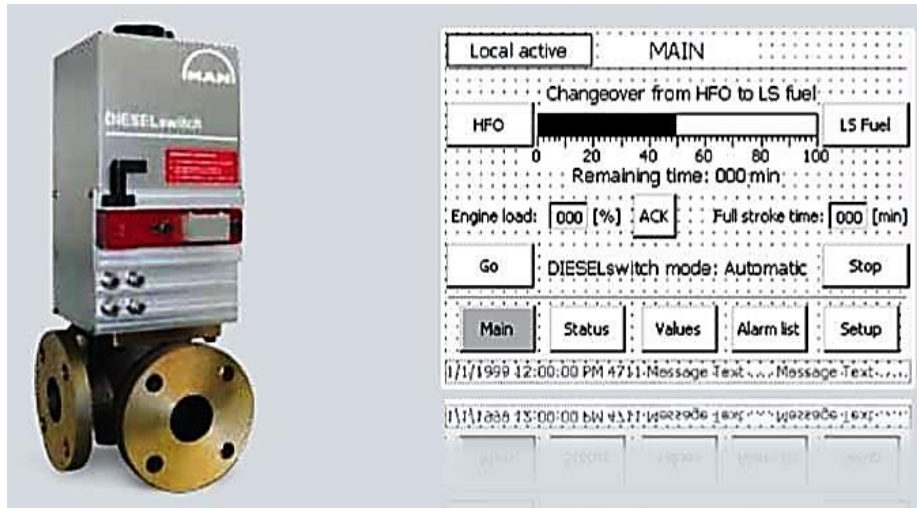 MAN
DIESELswitch
Local active
MAIN
Changeover from HFO to LS fuel
HFO
LS Fuel
0 20 40 60 80 100
Remaining time: 000 min
Engine load: 000 [%] ACK Full stroke time: 000 [min]
Go
DIESELswitch mode: Automatic
Stop
Main Status Values Alarm list Setup
1/1/1999 12:00:00 PM 4711-Message Text .... Message Text.....